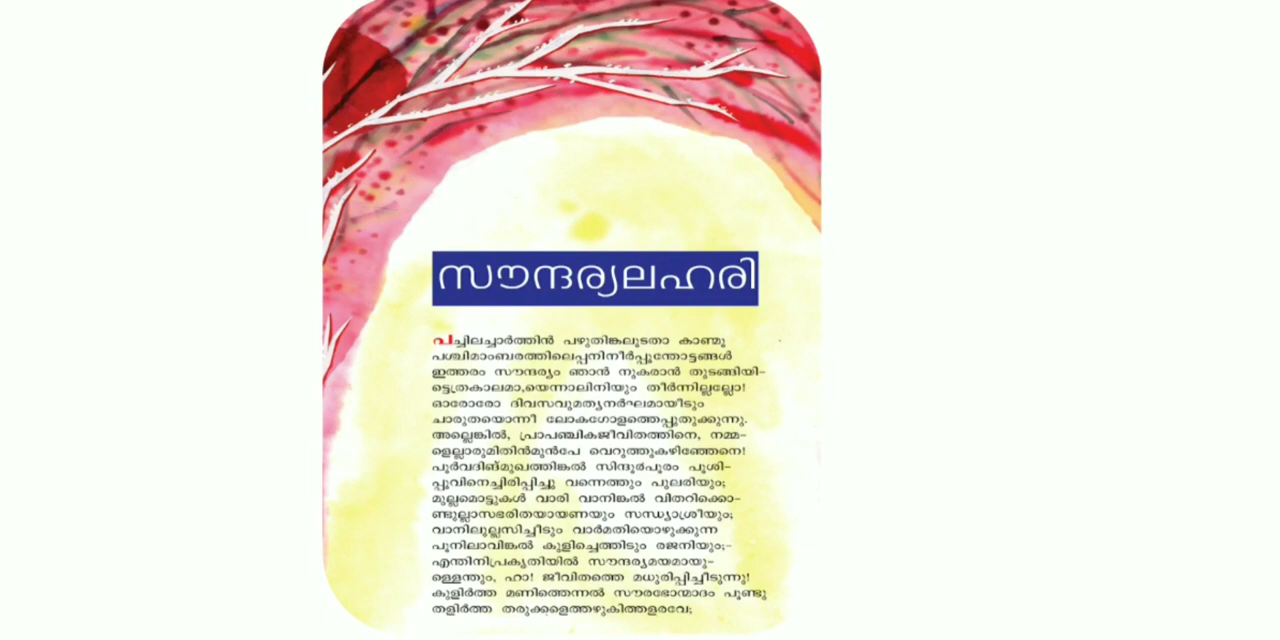 സൗന്ദര്യലഹരി
പച്ചിലച്ചാർത്തിൻ പഴുതിങ്കലൂടതാ കാണ്മൂ
പശ്ചിമാംബരത്തിലെപ്പനിനീർപ്പൂന്തോട്ടങ്ങൾ
ഇത്തരം സൗന്ദര്യം ഞാൻ നുകരാൻ തുടങ്ങിയി-
ട്ടെത്രകാലമാ,യെന്നാലിനിയും തീർന്നില്ലല്ലോ!
ഓരോരോ ദിവസവുമത്യനർഘമായീടും
ചാരുതയൊന്നീ ലോകഗോളത്തെപ്പുതുക്കുന്നു.
അല്ലെങ്കിൽ, പ്രാപഞ്ചികജീവിതത്തിനെ, നമ്മ-
ളെല്ലാരുമിതിൻമുൻപേ വെറുത്തുകഴിഞ്ഞേനെ!
പൂർവദിങ്മുഖത്തിങ്കൽ സിന്ദൂരപൂരം പൂശി-
പ്പൂവിനെച്ചിരിപ്പിച്ചു വന്നെത്തും പുലരിയും;
മുല്ലമൊട്ടുകൾ വാരി വാനിങ്കൽ വിതറിക്കൊ-
ണ്ടുല്ലാസഭരിതയായണയും സന്ധ്യാശ്രീയും;
വാനിലുല്ലസിച്ചീടും വാർമതിയൊഴുക്കുന്ന
പൂനിലാവിങ്കൽ കുളിച്ചെത്തിടും രജനിയും;-
എന്തിനിപ്രകൃതിയിൽ സൗന്ദര്യമയമായു-
ള്ളെന്തും, ഹാ! ജീവിതത്തെ മധുരിപ്പിച്ചീടുന്നൂ!
കുളിർത്ത മണിത്തെന്നൽ സൗരഭോന്മാദം പൂണ്ടു
തളിർത്ത തരുക്കളെത്തഴുകിത്തളരവേ;